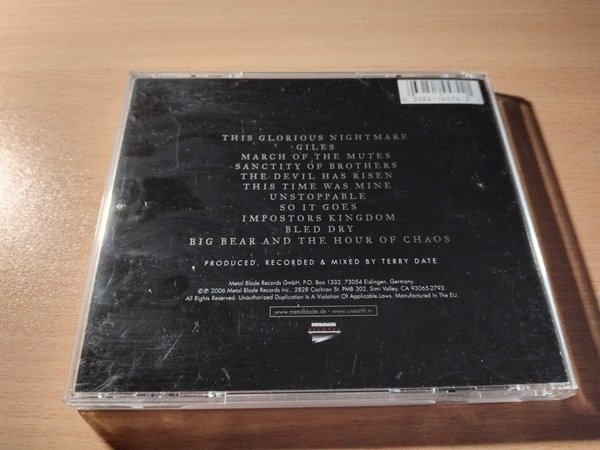 THIS GLORIOUS NIGHTMARE
GILES
MARCH OF THE MUTES
SANCTITY OF BROTHERS
THE DEVIL HAS RISEN
THIS TIME WAS MINE
UNSTOPPABLE
SO IT GOES
IMPOSTORS KINGDOM
BLED DRY
BIG BEAR AND THE HOUR OF CHAOS
PRODUCED, RECORDED & MIXED BY TERRY DATE
Metal Blade Records GmbH, P.O. Box 1332, 73054 Eislingen, Germany.
©℗ 2006 Metal Blade Records Inc., 2828 Cochran St. PMB 302, Simi Valley, CA 93065-2793.
All Rights Reserved. Unauthorized Duplication Is A Violation Of Applicable Laws. Manufactured In The EU.
www.metalblade.de - www.unearth.tv